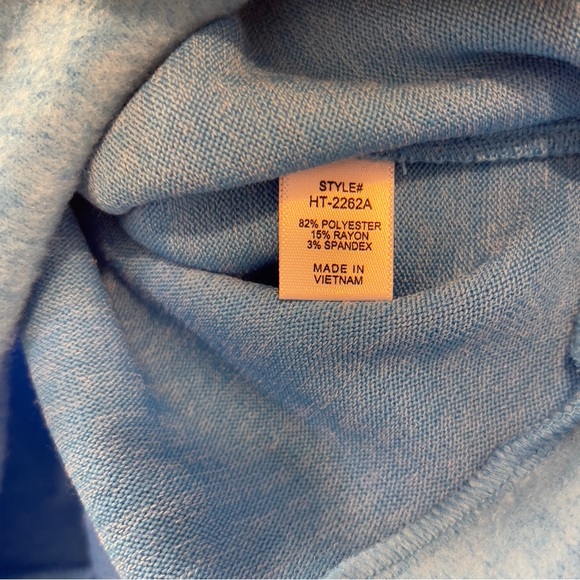 STYLE#
HT-2262A
82% POLYESTER
15% RAYON
3% SPANDEX
MADE IN
VIETNAM